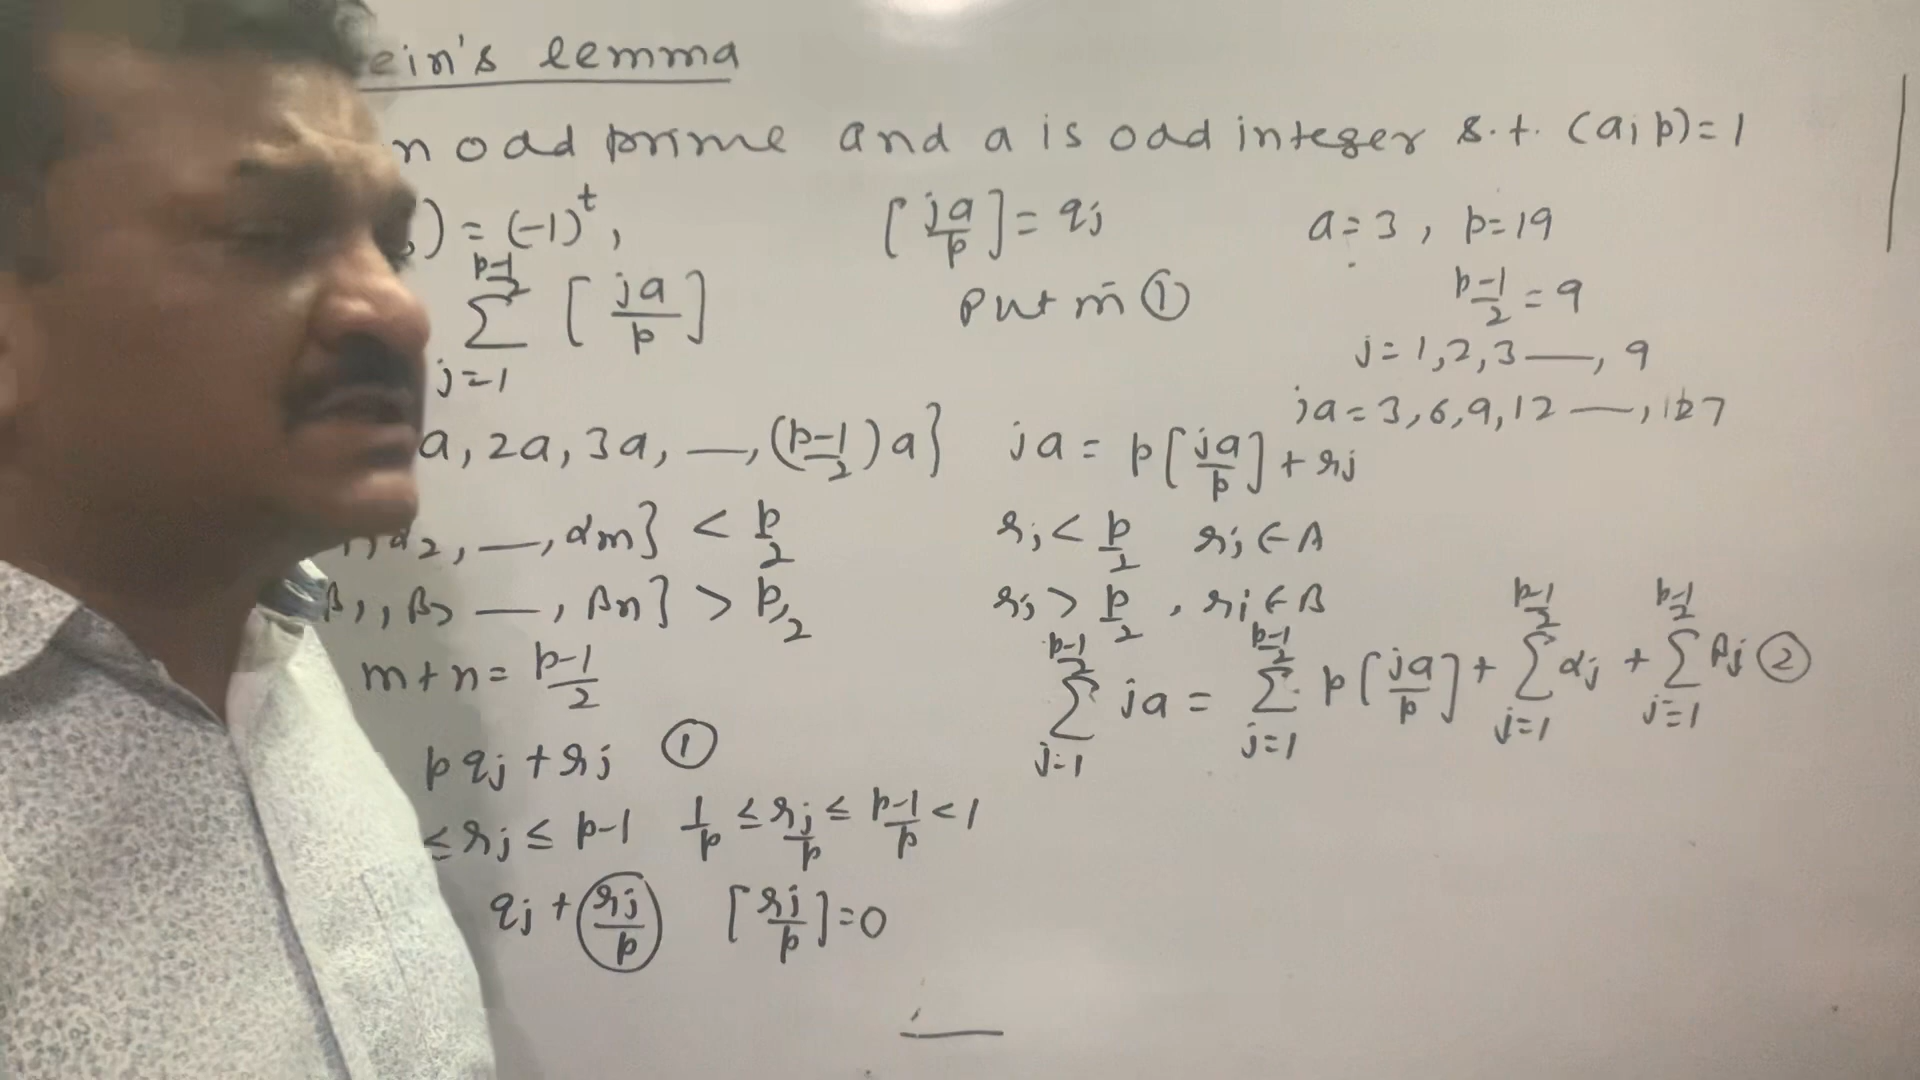 ein's lemma
n odd prime and a is odd integer s.t. (a, p) = 1
) = (-1)^t, [ja/p] = qj a = 3, p = 19
∑_{j=1}^{(p-1)/2} [ja/p] Put in ① (p-1)/2 = 9
j = 1, 2, 3 —, 9
ja = 3, 6, 9, 12 —,
a, 2a, 3a, —, ((p-1)/2)a} ja = p[ja/p] + rj
α2, —, αm} < p/2 rj < p/2 rj ∈ A
β1, β2 —, βn} > p/2 rj > p/2, rj ∈ B
m + n = (p-1)/2 ∑_{j=1}^{(p-1)/2} ja = ∑_{j=1}^{(p-1)/2} p[ja/p] + ∑_{j=1}^{(p-1)/2} αj + ∑_{j=1}^{(p-1)/2} βj ②
p qj + rj ①
≤ rj ≤ p-1 1/p ≤ rj/p ≤ (p-1)/p < 1
qj + rj/p [rj/p] = 0